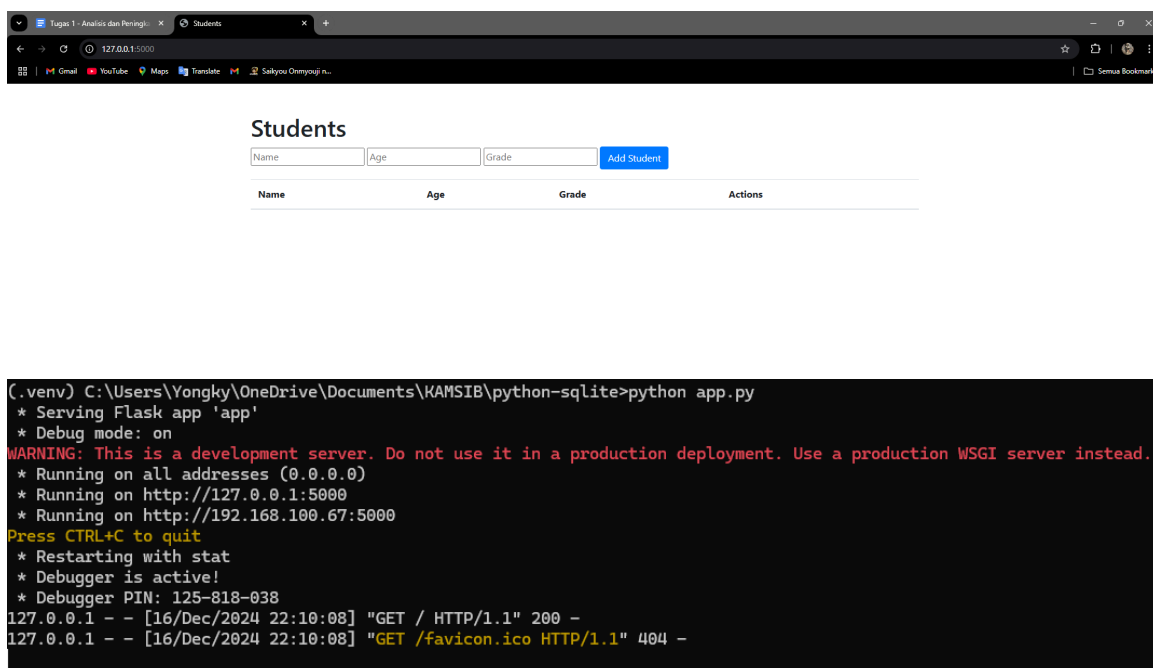 Tugas 1 - Analisis dan Peningk
Students
127.0.0.1:5000
Gmail YouTube Maps Translate Saikyou Onmyouji n... Semua Bookmark
Students
Name Age Grade Add Student
Name Age Grade Actions
(.venv) C:\Users\Yongky\OneDrive\Documents\KAMSIB\python-sqlite>python app.py
* Serving Flask app 'app'
* Debug mode: on
WARNING: This is a development server. Do not use it in a production deployment. Use a production WSGI server instead.
* Running on all addresses (0.0.0.0)
* Running on http://127.0.0.1:5000
* Running on http://192.168.100.67:5000
Press CTRL+C to quit
* Restarting with stat
* Debugger is active!
* Debugger PIN: 125-818-038
127.0.0.1 - - [16/Dec/2024 22:10:08] "GET / HTTP/1.1" 200 -
127.0.0.1 - - [16/Dec/2024 22:10:08] "GET /favicon.ico HTTP/1.1" 404 -